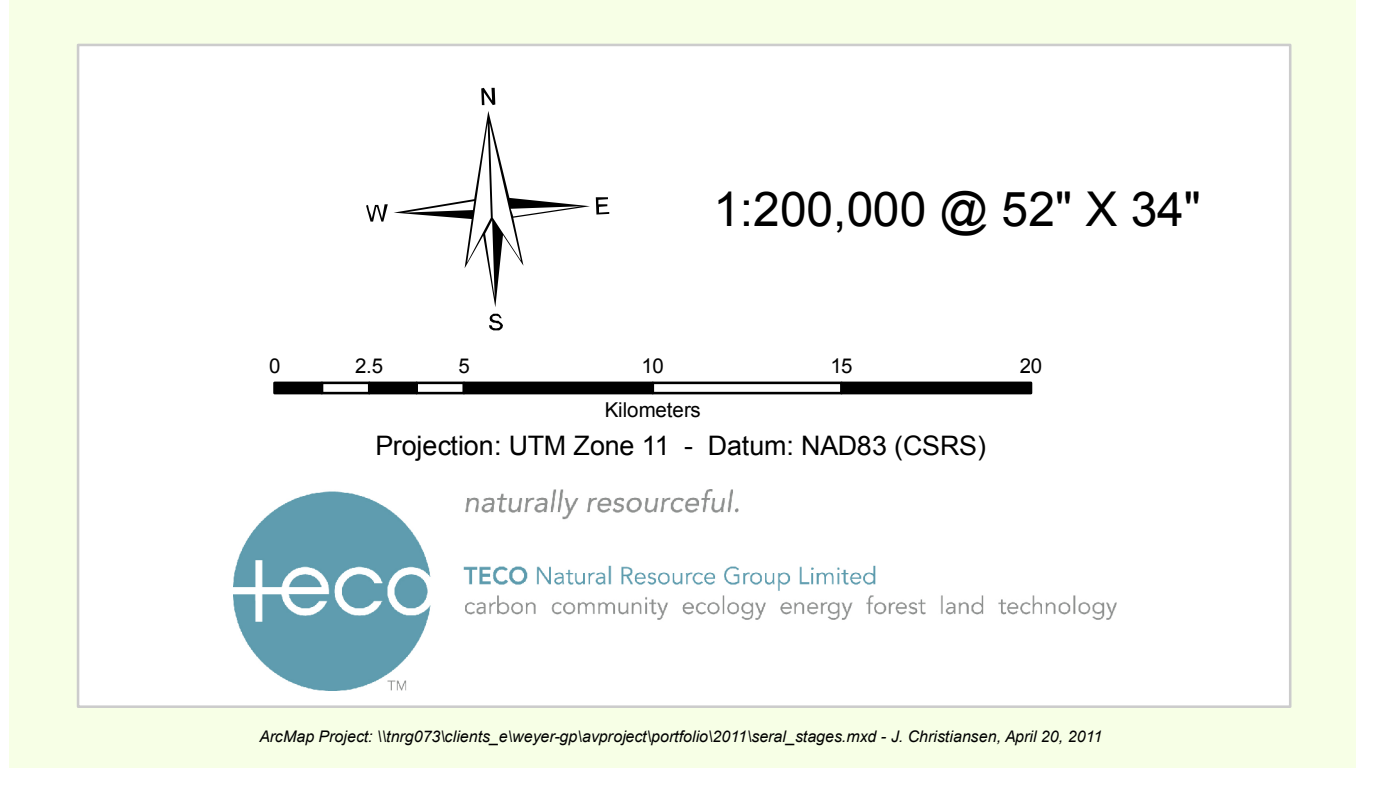 N
W
E
S
1:200,000 @ 52" X 34"
0 2.5 5 10 15 20
Kilometers
Projection: UTM Zone 11 - Datum: NAD83 (CSRS)
naturally resourceful.
teco
TM
TECO Natural Resource Group Limited
carbon community ecology energy forest land technology
ArcMap Project: \\tnrg073\clients_e\weyer-gp\avproject\portfolio\2011\seral_stages.mxd - J. Christiansen, April 20, 2011